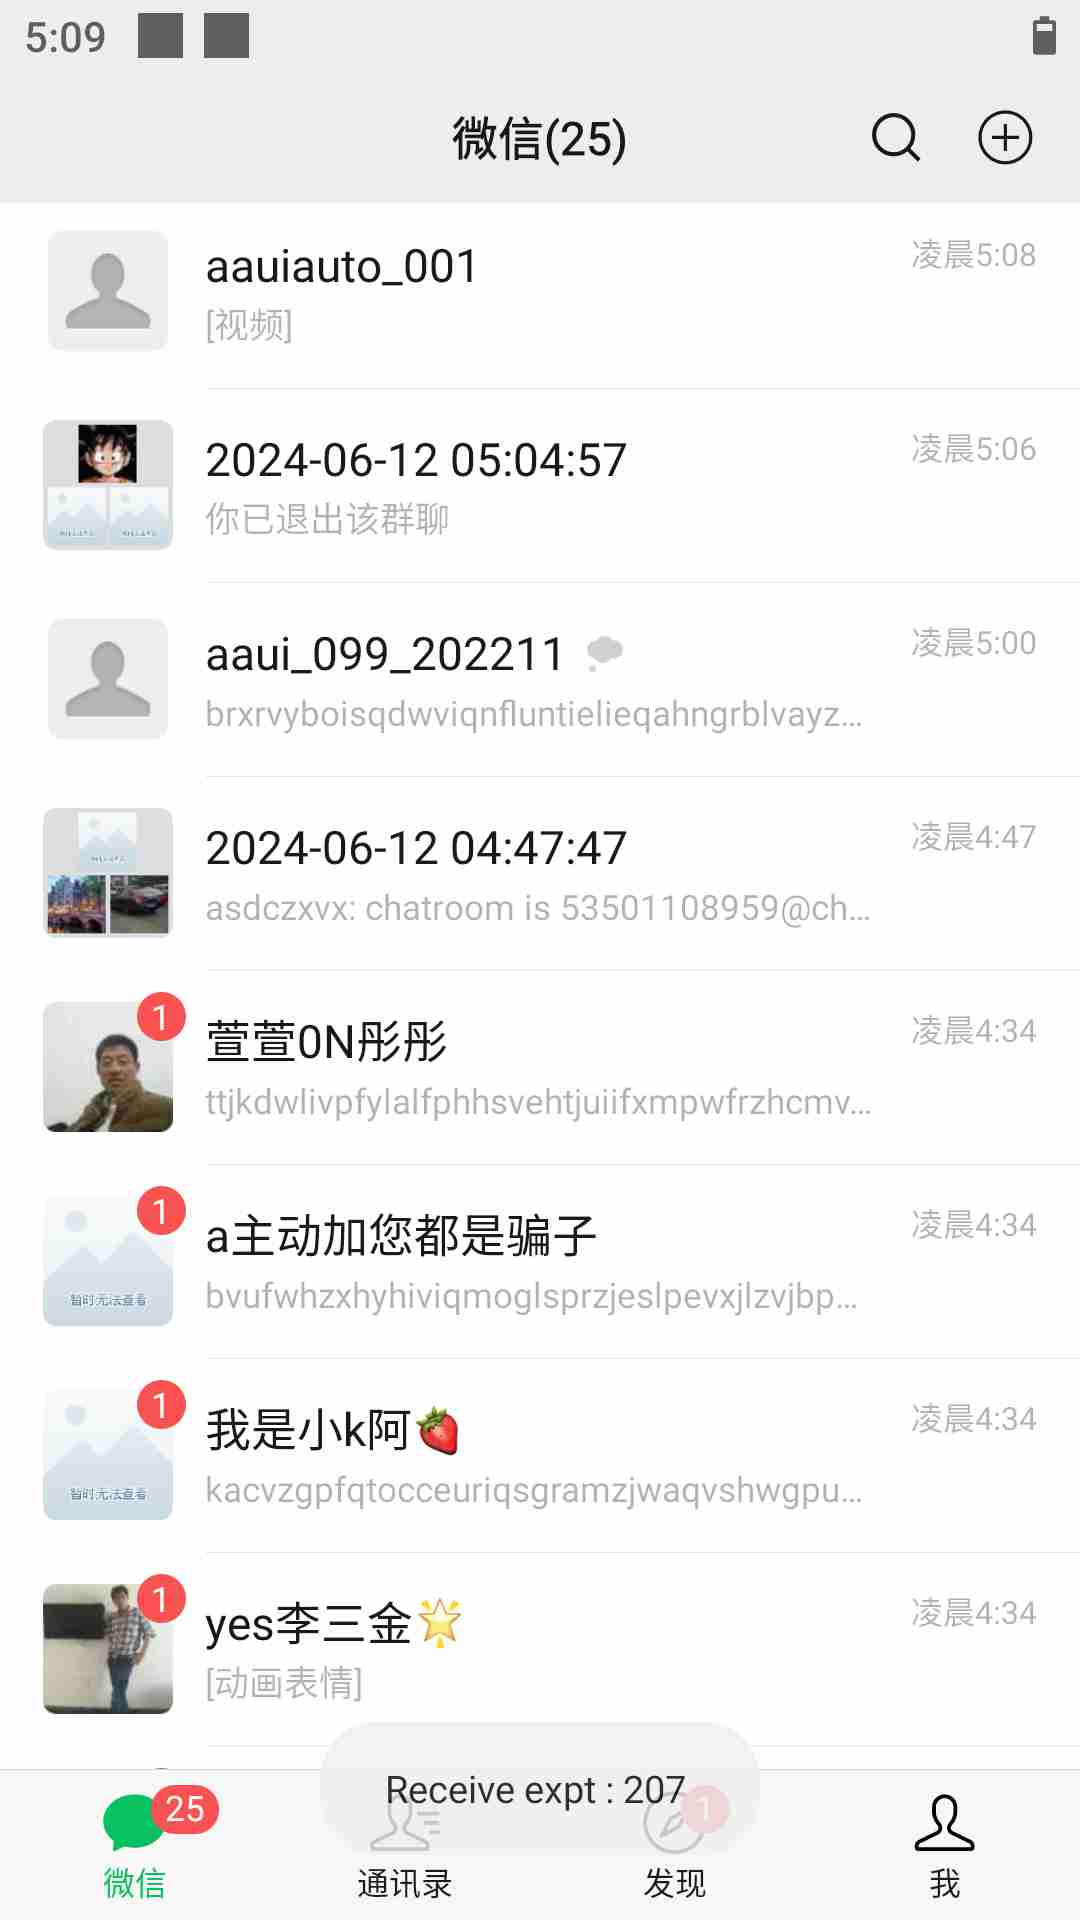 5:09
微信(25)
aauiauto_001
凌晨5:08
[视频]
2024-06-12 05:04:57
凌晨5:06
你已退出该群聊
aaui_099_202211
凌晨5:00
brxrvyboisqdwviqnfluntielieqahngrblvayz...
2024-06-12 04:47:47
凌晨4:47
asdczxvx: chatroom is 53501108959@ch...
1
萱萱0N彤彤
凌晨4:34
ttjkdwlivpfylalfphhsvehtjuiifxmpwfrzhcmv...
1
a主动加您都是骗子
凌晨4:34
暂时无法查看
bvufwhzxhyhiviqmoglsprzjeslpevxjlzvjbp...
1
我是小k阿🍓
凌晨4:34
暂时无法查看
kacvzgpfqtocceuriqsgramzjwaqvshwgpu...
1
yes李三金🌟
凌晨4:34
[动画表情]
Receive expt : 207
25
1
微信
通讯录
发现
我